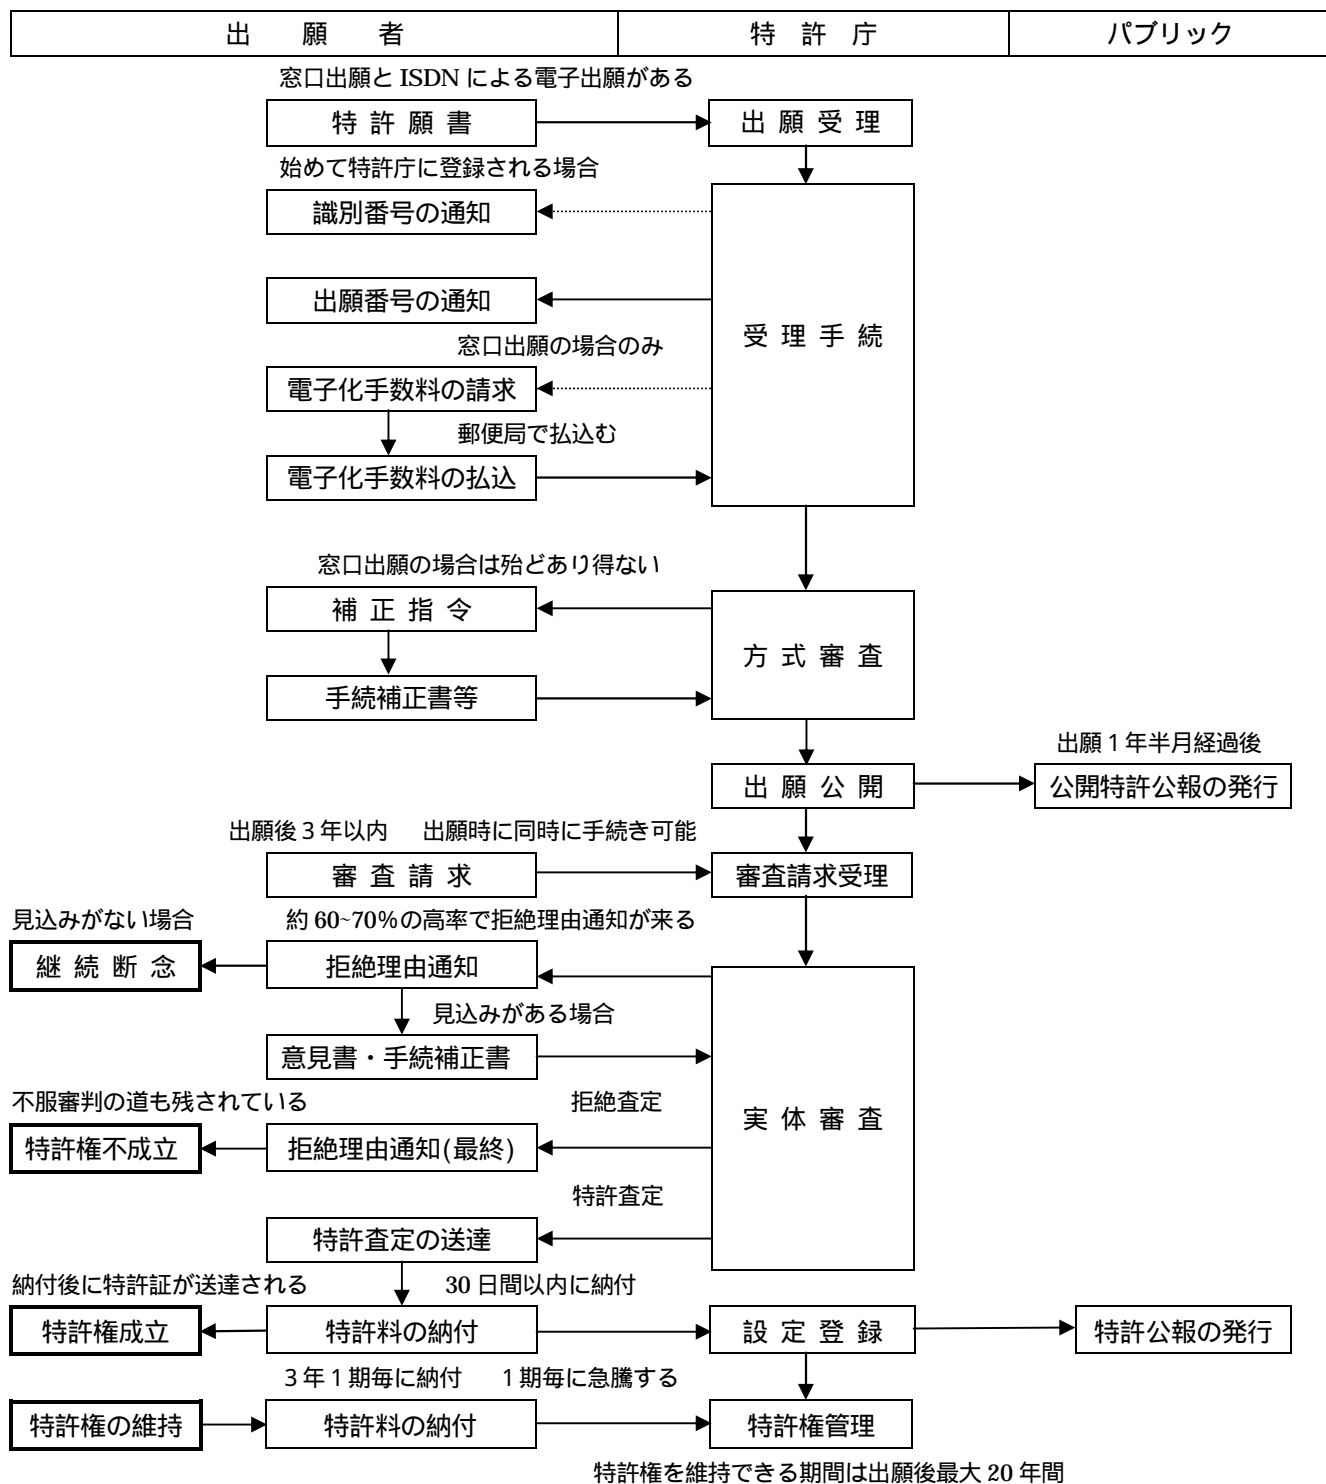 出願者 特許庁 パブリック
窓口出願と ISDN による電子出願がある
特許願書 出願受理
始めて特許庁に登録される場合
識別番号の通知
出願番号の通知
受理手続
窓口出願の場合のみ
電子化手数料の請求
郵便局で払込む
電子化手数料の払込
窓口出願の場合は殆どあり得ない
補正指令
方式審査
手続補正書等
出願1年半月経過後
出願公開 公開特許公報の発行
出願後3年以内 出願時に同時に手続き可能
審査請求 審査請求受理
見込みがない場合 約 60~70%の高率で拒絶理由通知が来る
継続断念 拒絶理由通知
見込みがある場合
意見書・手続補正書
不服審判の道も残されている 拒絶査定
実体審査
特許権不成立 拒絶理由通知(最終)
特許査定
特許査定の送達
納付後に特許証が送達される 30 日間以内に納付
特許権成立 特許料の納付 設定登録 特許公報の発行
3年1期毎に納付 1期毎に急騰する
特許権の維持 特許料の納付 特許権管理
特許権を維持できる期間は出願後最大 20 年間